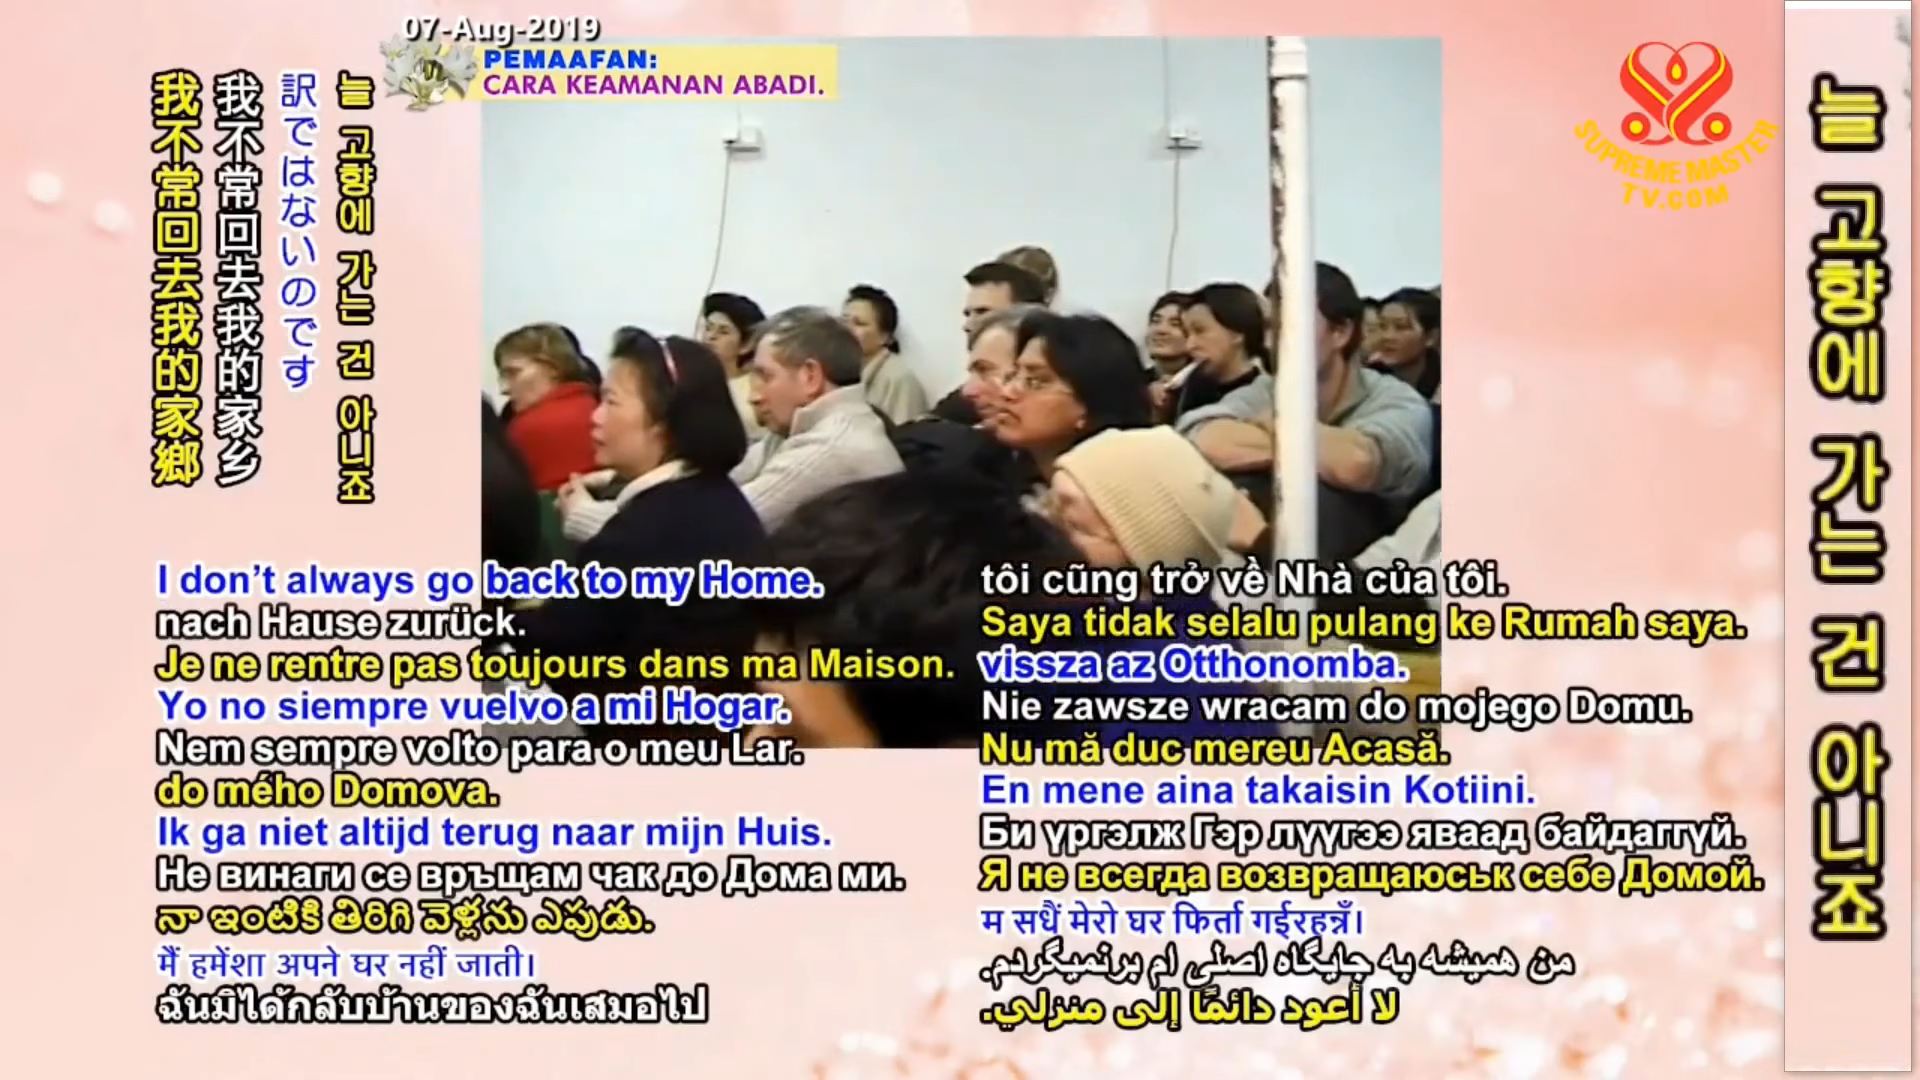 07-Aug-2019
PEMAAFAN:
CARA KEAMANAN ABADI.
SUPREME MASTER
TV.COM
我不常回去我的家鄉
我不常回去我的家乡
訳ではないのです
늘 고향에 가는 건 아니죠
I don’t always go back to my Home.
nach Hause zurück.
Je ne rentre pas toujours dans ma Maison.
Yo no siempre vuelvo a mi Hogar.
Nem sempre volto para o meu Lar.
do mého Domova.
Ik ga niet altijd terug naar mijn Huis.
Не винаги се връщам чак до Дома ми.
నా ఇంటికి తిరిగి వెళ్లను ఎపుడు.
मैं हमेंशा अपने घर नहीं जाती।
ฉันมิได้กลับบ้านของฉันเสมอไป
tôi cũng trở về Nhà của tôi.
Saya tidak selalu pulang ke Rumah saya.
vissza az Otthonomba.
Nie zawsze wracam do mojego Domu.
Nu mă duc mereu Acasă.
En mene aina takaisin Kotiini.
Би үргэлж Гэр лүүгээ яваад байдаггүй.
Я не всегда возвращаюськ себе Домой.
म सधैं मेरो घर फिर्ता गईरहन्नँ।
من همیشه به جایگاه اصلی ام برنمیگردم.
لا أعود دائمًا إلى منزلي.
늘 고향에 가는 건 아니죠